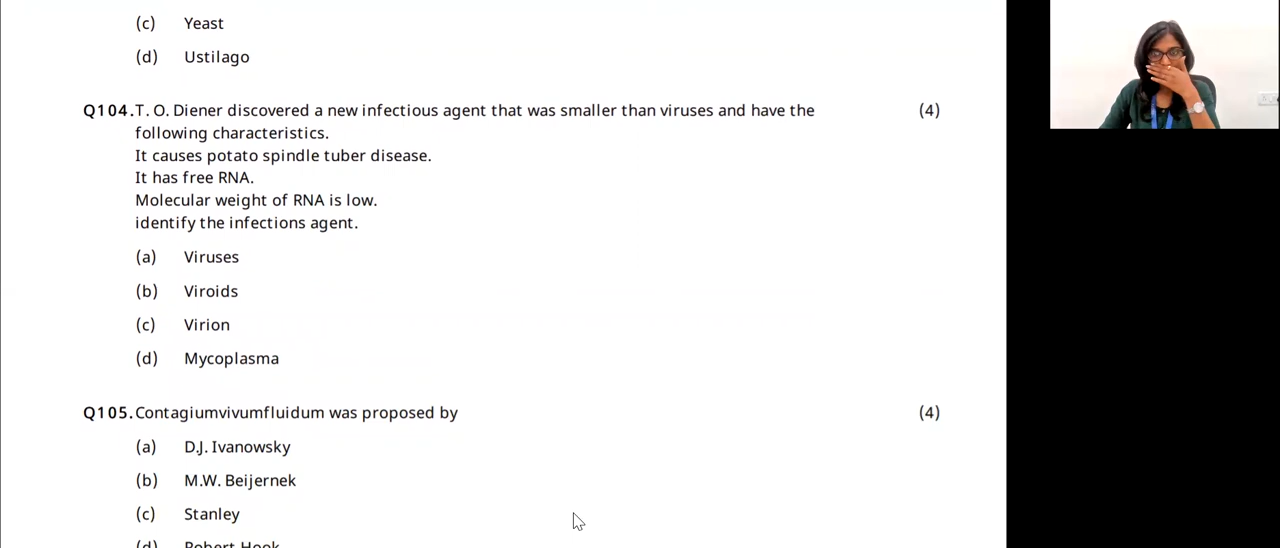 (c) Yeast
(d) Ustilago
Q104. T. O. Diener discovered a new infectious agent that was smaller than viruses and have the (4)
following characteristics.
It causes potato spindle tuber disease.
It has free RNA.
Molecular weight of RNA is low.
identify the infections agent.
(a) Viruses
(b) Viroids
(c) Virion
(d) Mycoplasma
Q105. Contagiumvivumfluidum was proposed by (4)
(a) D.J. Ivanowsky
(b) M.W. Beijernek
(c) Stanley
(d) Robert Hook